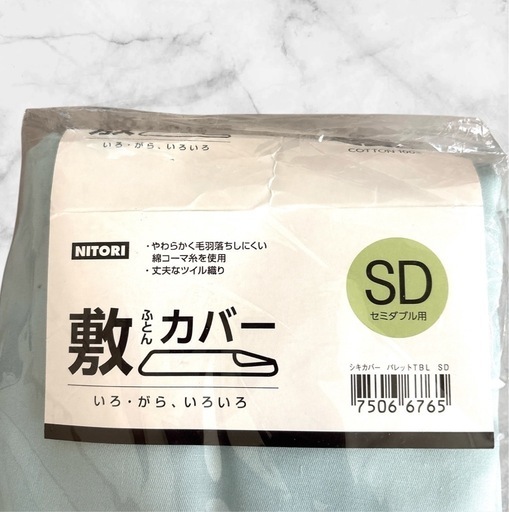 COTTON 100%
いろ・がら、いろいろ
NITORI
・やわらかく毛羽落ちしにくい
綿コーマ糸を使用
・丈夫なツイル織り
SD
セミダブル用
敷ふとんカバー
いろ・がら、いろいろ
シキカバー パレットTBL SD
7506 6765